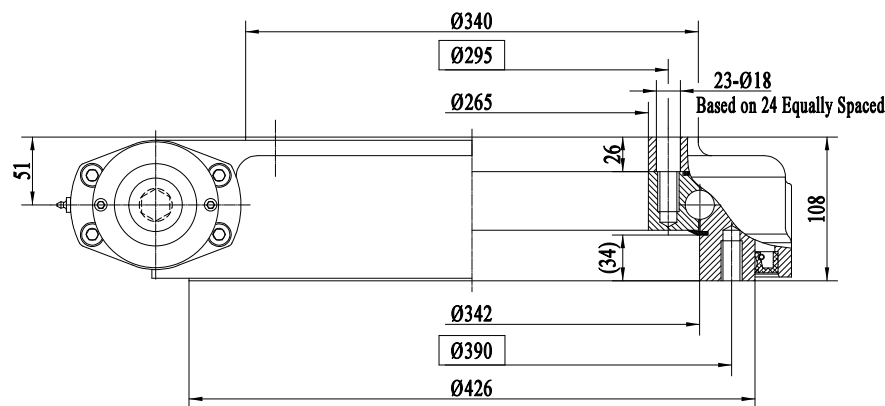 Ø340
Ø295
23-Ø18
Based on 24 Equally Spaced
Ø265
51
26
108
(34)
Ø342
Ø390
Ø426